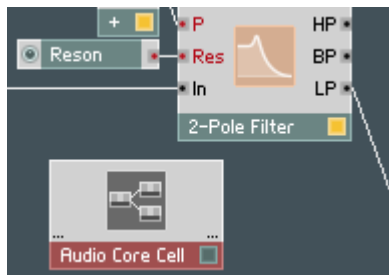 +
P HP
Reson Res BP
In LP
2-Pole Filter
... ...
Audio Core Cell